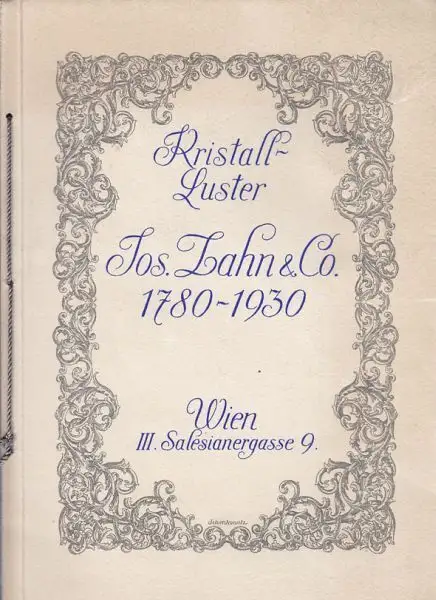 Kristall-
Luster
Jos. Zahn & Co.
1780-1930
Wien
III. Salesianergasse 9.